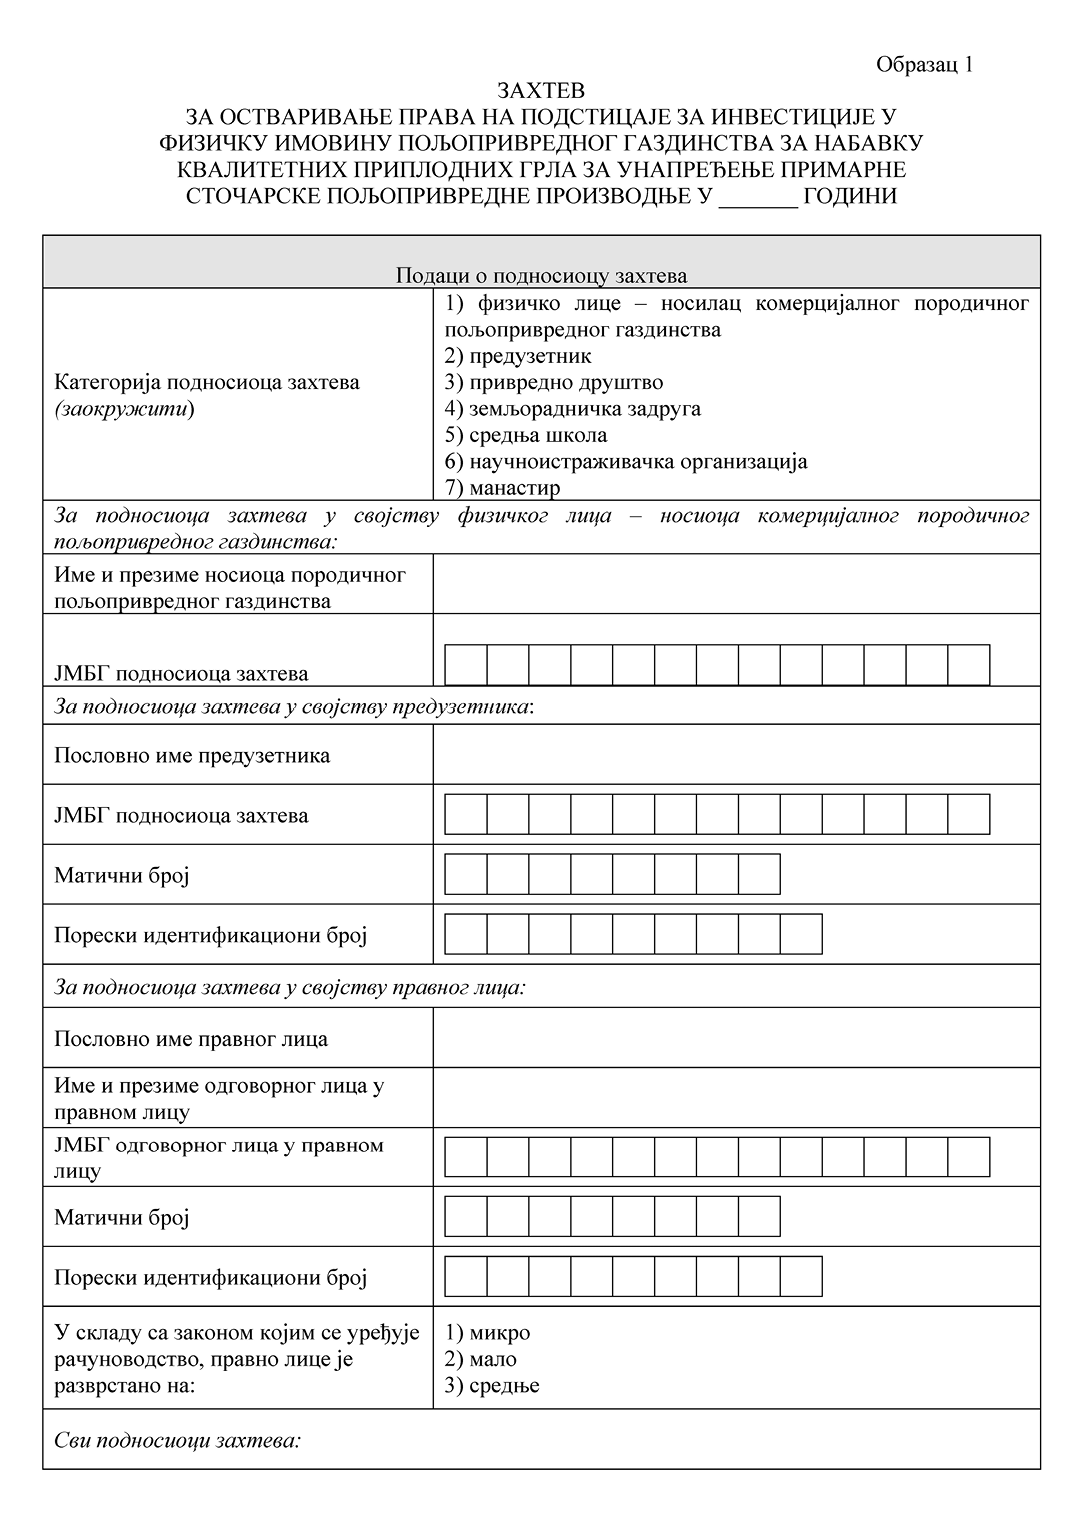 Образац 1
ЗАХТЕВ
ЗА ОСТВАРИВАЊЕ ПРАВА НА ПОДСТИЦАЈЕ ЗА ИНВЕСТИЦИЈЕ У
ФИЗИЧКУ ИМОВИНУ ПОЉОПРИВРЕДНОГ ГАЗДИНСТВА ЗА НАБАВКУ
КВАЛИТЕТНИХ ПРИПЛОДНИХ ГРЛА ЗА УНАПРЕЂЕЊЕ ПРИМАРНЕ
СТОЧАРСКЕ ПОЉОПРИВРЕДНЕ ПРОИЗВОДЊЕ У _______ ГОДИНИ
Подаци о подносиоцу захтева
Категорија подносиоца захтева
(заокружити)
1) физичко лице – носилац комерцијалног породичног
пољопривредног газдинства
2) предузетник
3) привредно друштво
4) земљорадничка задруга
5) средња школа
6) научноистраживачка организација
7) манастир
За подносиоца захтева у својству физичког лица – носиоца комерцијалног породичног
пољопривредног газдинства:
Име и презиме носиоца породичног
пољопривредног газдинства
ЈМБГ подносиоца захтева
За подносиоца захтева у својству предузетника:
Пословно име предузетника
ЈМБГ подносиоца захтева
Матични број
Порески идентификациони број
За подносиоца захтева у својству правног лица:
Пословно име правног лица
Име и презиме одговорног лица у
правном лицу
ЈМБГ одговорног лица у правном
лицу
Матични број
Порески идентификациони број
У складу са законом којим се уређује
рачуноводство, правно лице је
разврстано на:
1) микро
2) мало
3) средње
Сви подносиоци захтева: